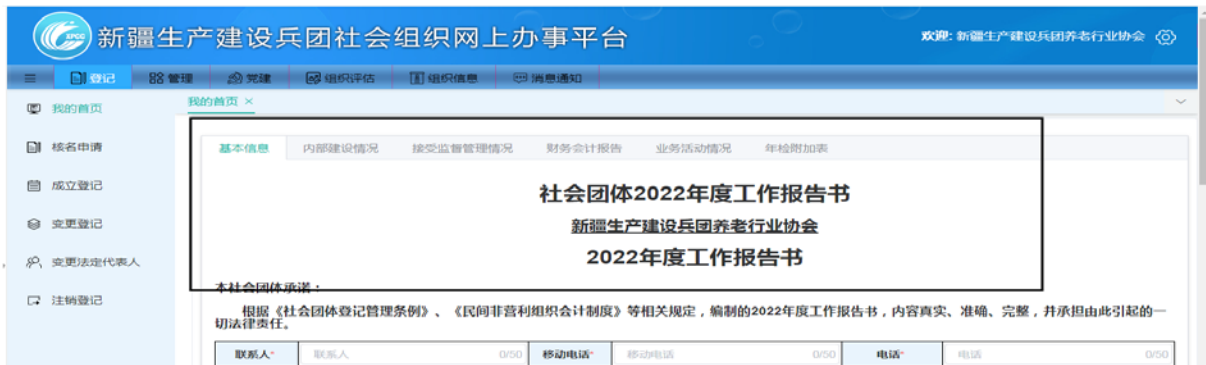 XPCC
新疆生产建设兵团社会组织网上办事平台
欢迎: 新疆生产建设兵团养老行业协会
登记 管理 党建 组织评估 组织信息 消息通知
我的首页 ×
我的首页
核名申请
成立登记
变更登记
变更法定代表人
注销登记
基本信息 内部建设情况 接受监督管理情况 财务会计报告 业务活动情况 年检附加表
社会团体2022年度工作报告书
新疆生产建设兵团养老行业协会
2022年度工作报告书
本社会团体承诺：
根据《社会团体登记管理条例》、《民间非营利组织会计制度》等相关规定，编制的2022年度工作报告书，内容真实、准确、完整，并承担由此引起的一
切法律责任。
联系人* 联系人 0/50 移动电话* 移动电话 0/50 电话* 电话 0/50